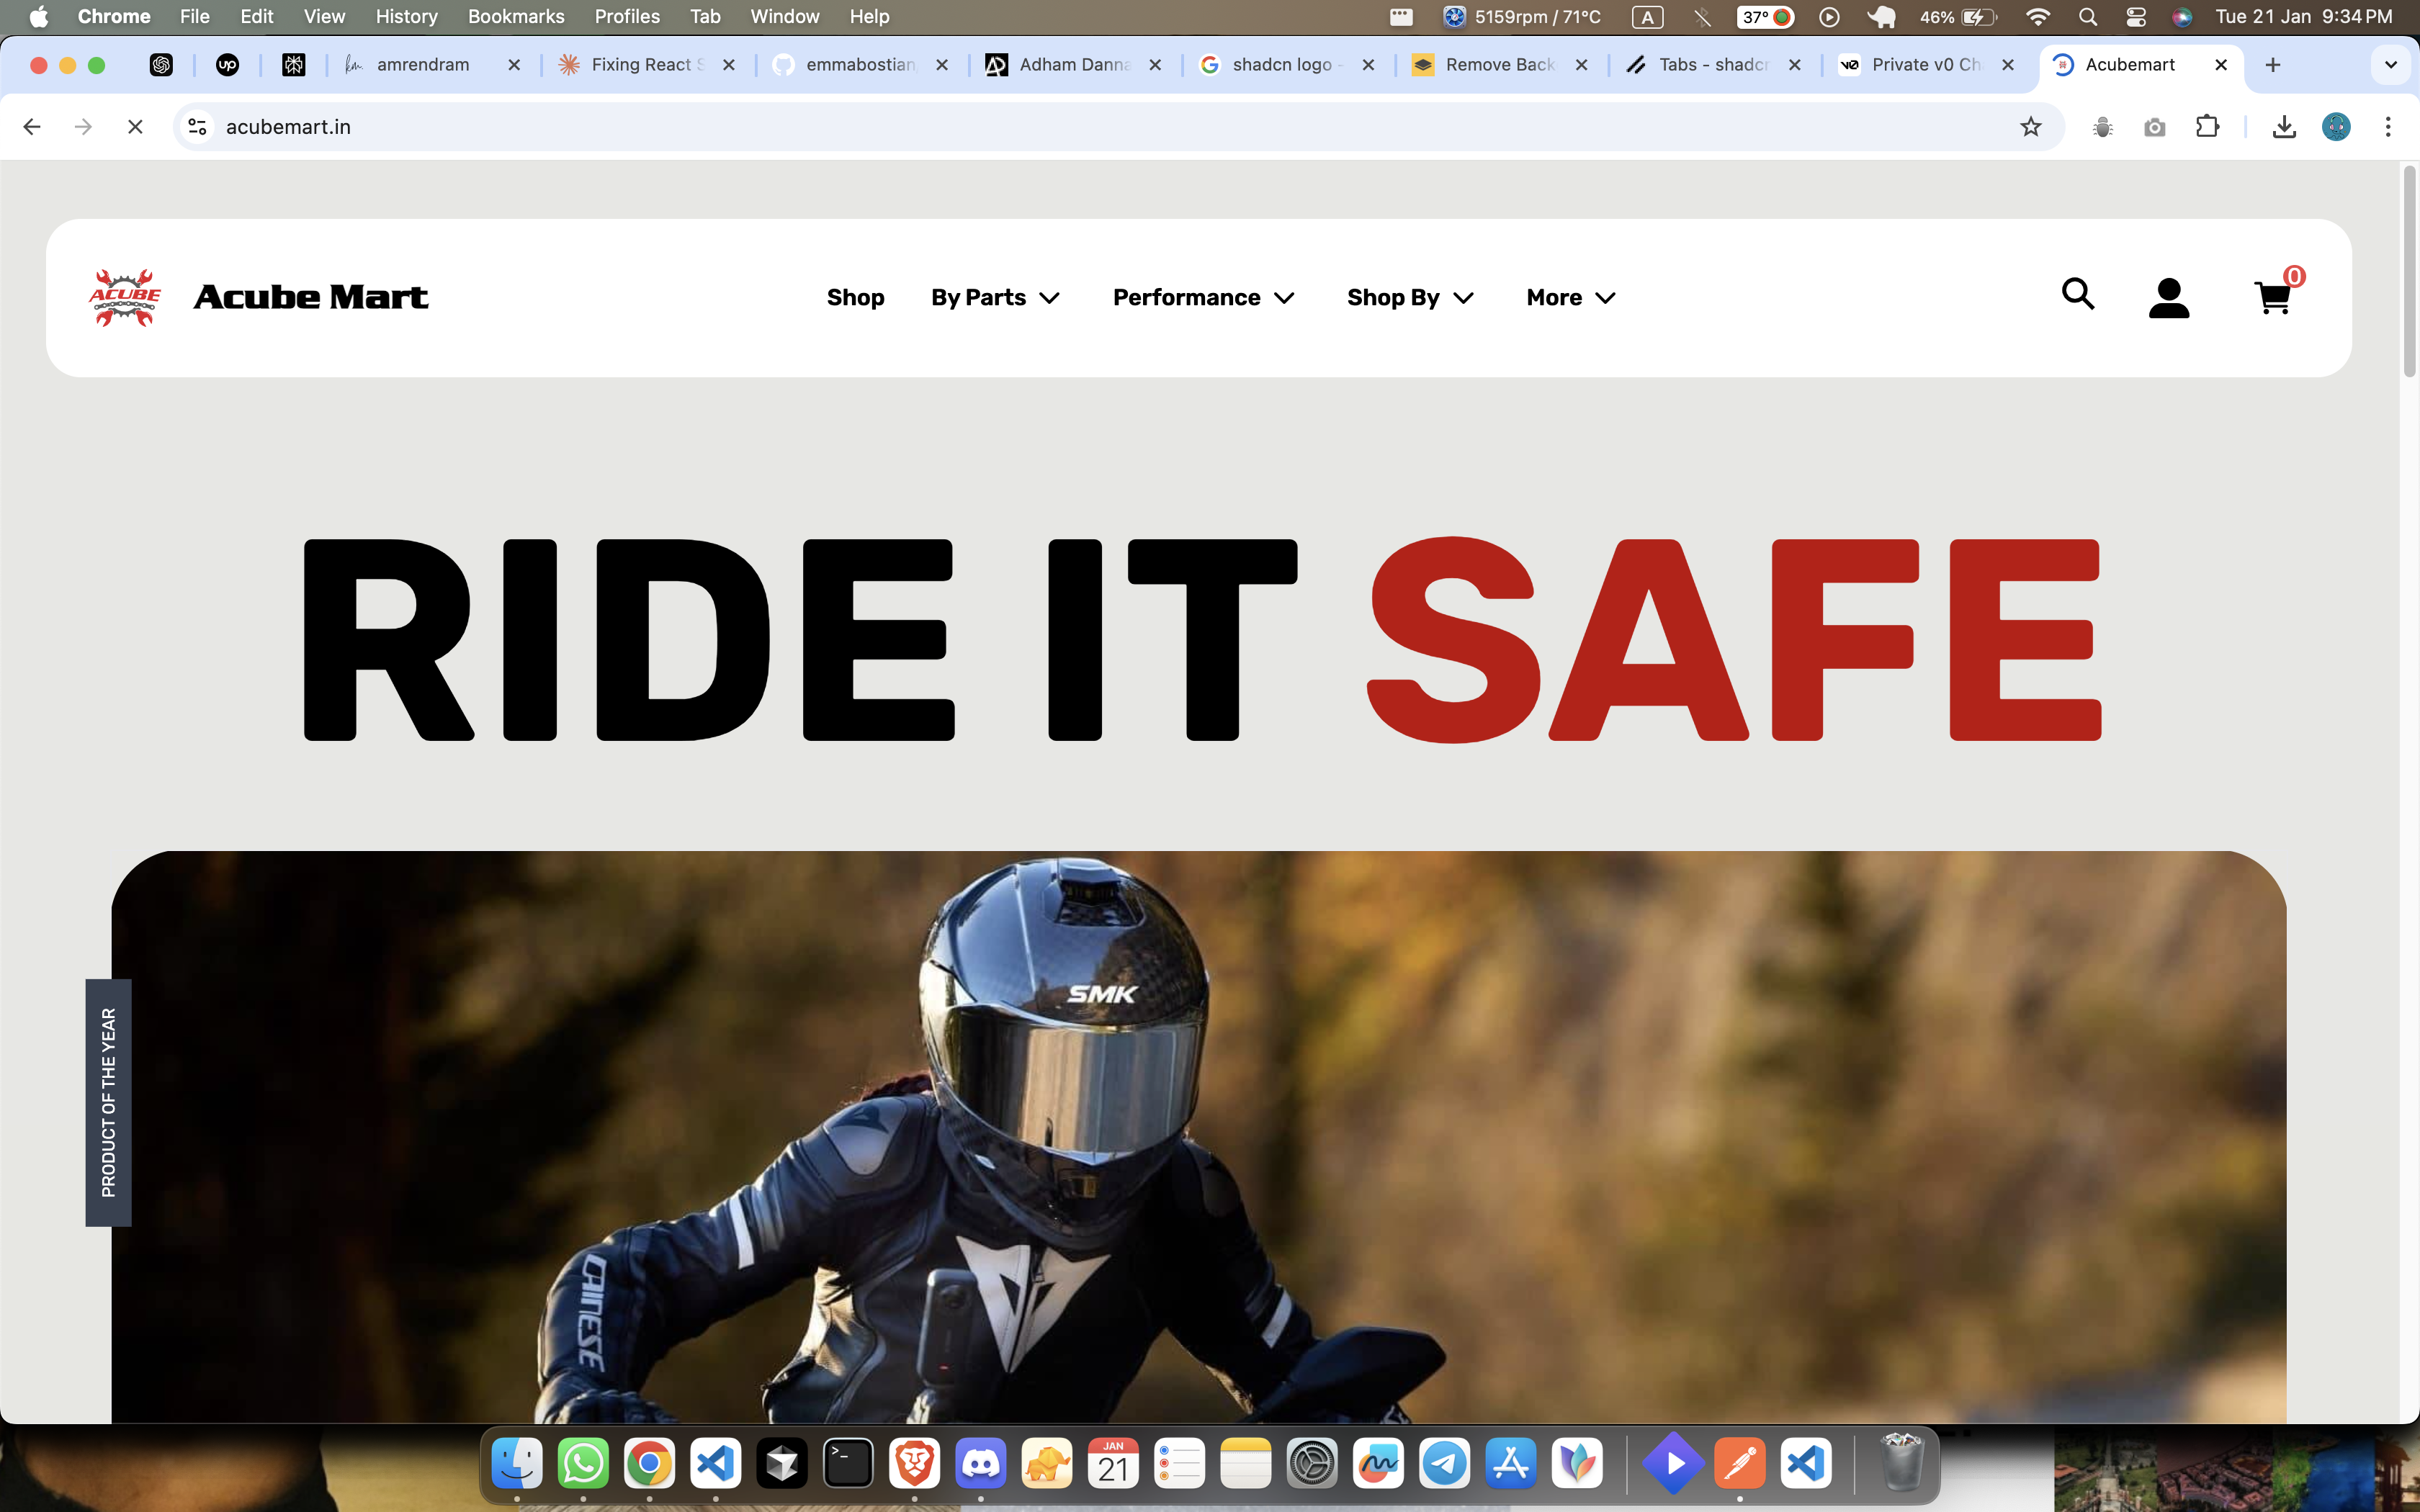 Chrome File Edit View History Bookmarks Profiles Tab Window Help 5159rpm / 71°C A 37° 46% Tue 21 Jan 9:34 PM
up amrendram Fixing React S emmabostian Adham Danna shadcn logo - Remove Back Tabs - shadcn Private v0 Ch Acubemart
acubemart.in
ACUBE Acube Mart Shop By Parts Performance Shop By More 0
RIDE IT SAFE
SMK
PRODUCT OF THE YEAR
DAINESE
JAN
21